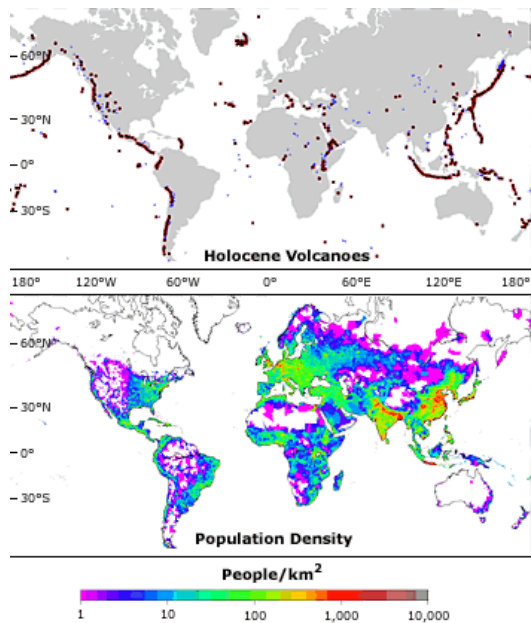 60°N
30°N
0°
30°S
Holocene Volcanoes
180° 120°W 60°W 0° 60°E 120°E 180°
60°N
30°N
0°
30°S
Population Density
People/km²
1 10 100 1,000 10,000